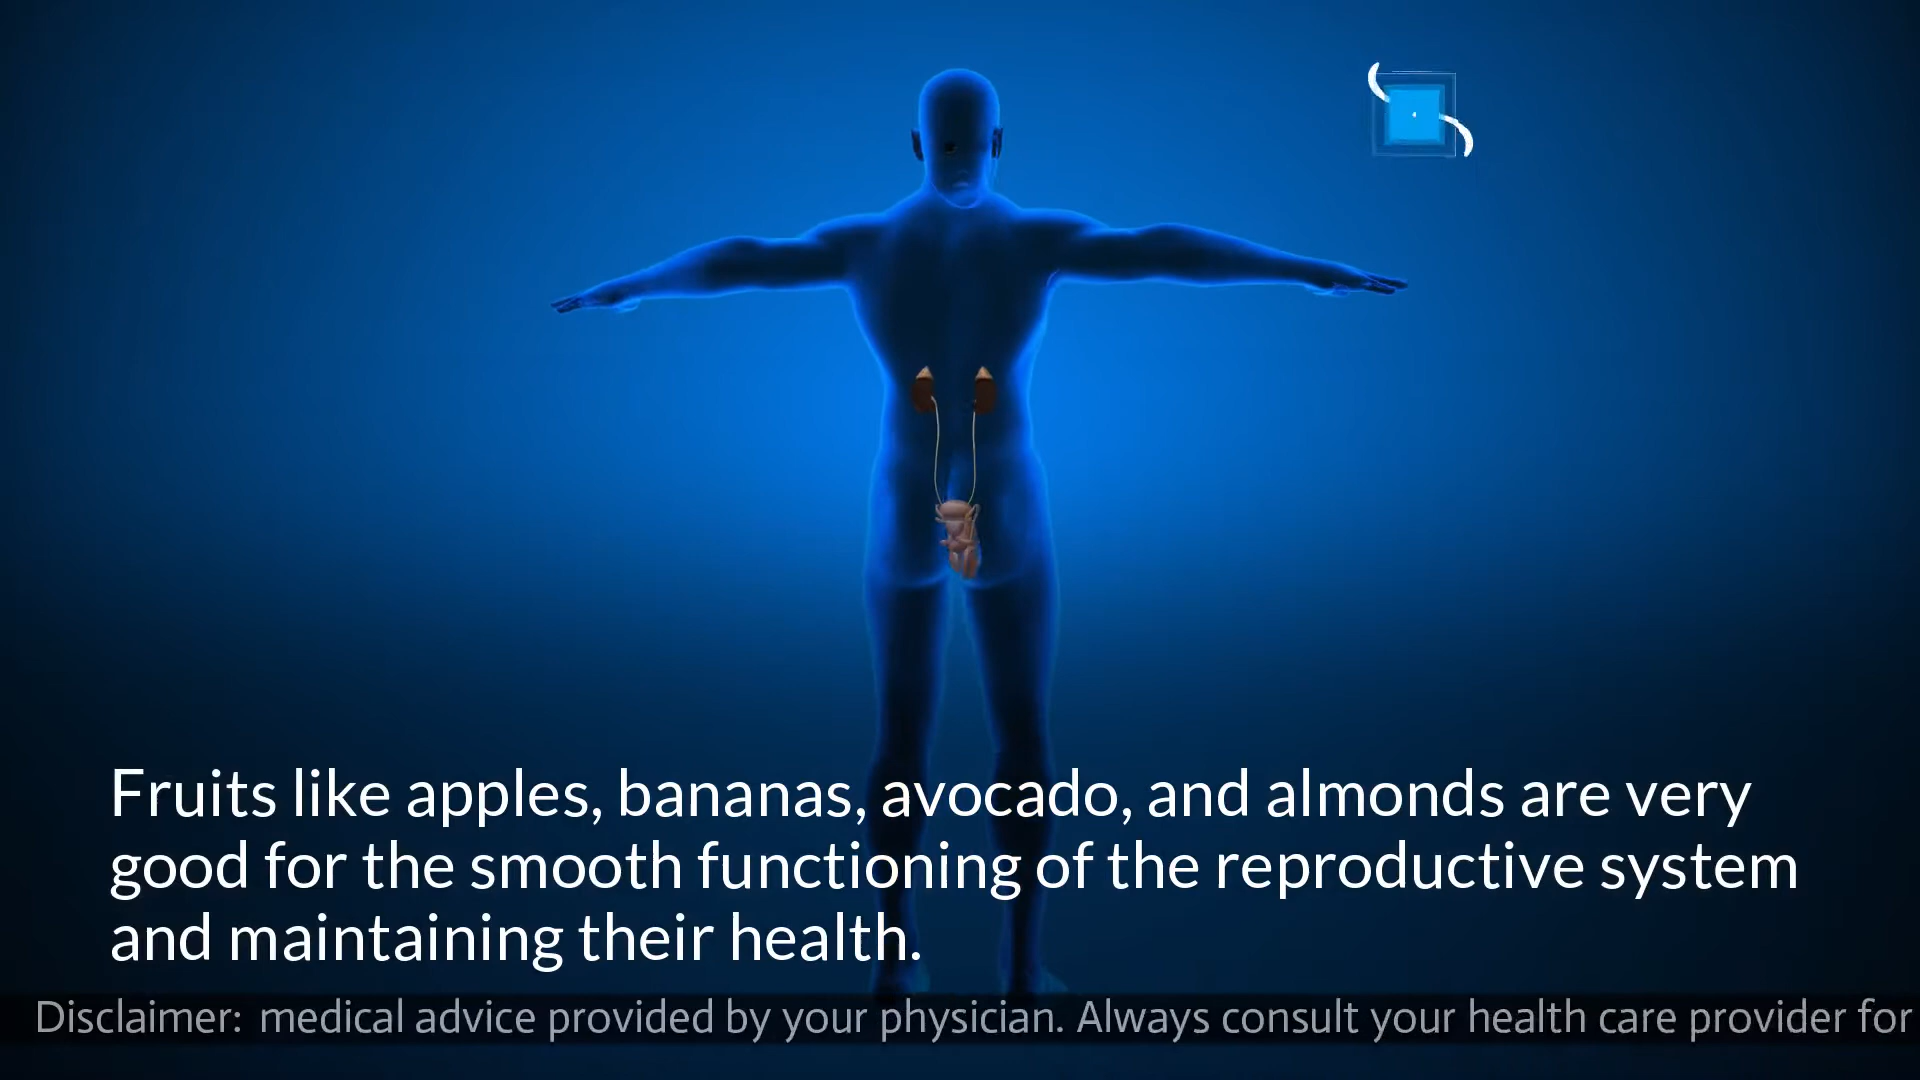 Fruits like apples, bananas, avocado, and almonds are very
good for the smooth functioning of the reproductive system
and maintaining their health.
Disclaimer: medical advice provided by your physician. Always consult your health care provider for